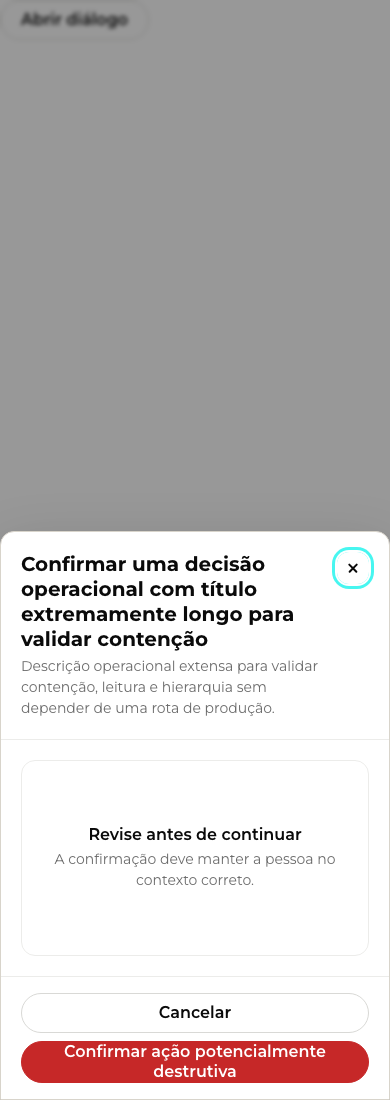 Abrir diálogo
Confirmar uma decisão
operacional com título
extremamente longo para
validar contenção
Descrição operacional extensa para validar
contenção, leitura e hierarquia sem
depender de uma rota de produção.
Revise antes de continuar
A confirmação deve manter a pessoa no
contexto correto.
Cancelar
Confirmar ação potencialmente
destrutiva